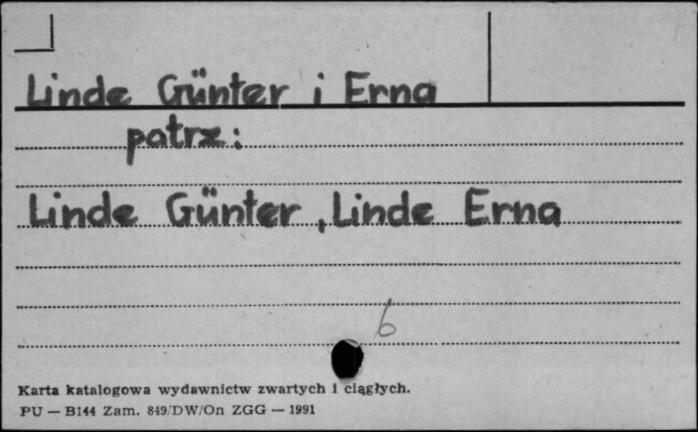 Linde Günter i Erna
patrz:
Linde Günter, Linde Erna
6
Karta katalogowa wydawnictw zwartych i ciągłych.
PU — B144 Zam. 849/DW/On ZGG — 1991